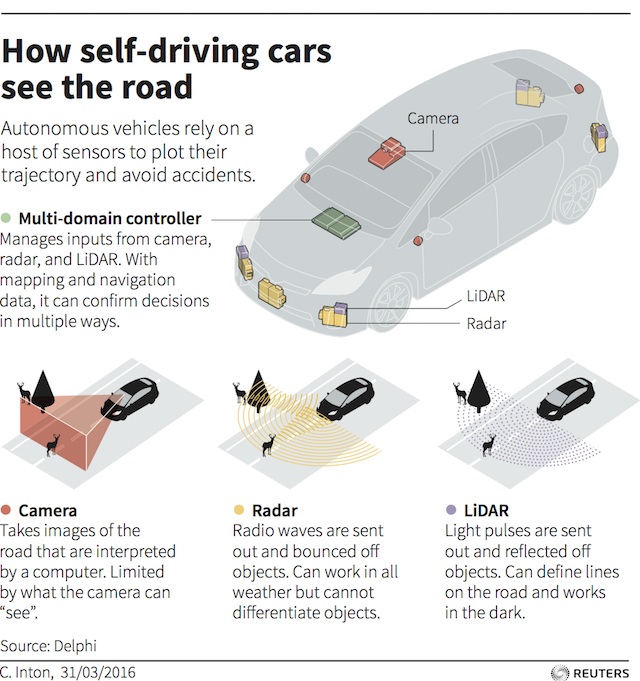 How self-driving cars
see the road
Autonomous vehicles rely on a
host of sensors to plot their
trajectory and avoid accidents.
Camera
Multi-domain controller
Manages inputs from camera,
radar, and LiDAR. With
mapping and navigation
data, it can confirm decisions
in multiple ways.
LiDAR
Radar
Camera
Takes images of the
road that are interpreted
by a computer. Limited
by what the camera can
“see”.
Radar
Radio waves are sent
out and bounced off
objects. Can work in all
weather but cannot
differentiate objects.
LiDAR
Light pulses are sent
out and reflected off
objects. Can define lines
on the road and works
in the dark.
Source: Delphi
C. Inton, 31/03/2016
REUTERS